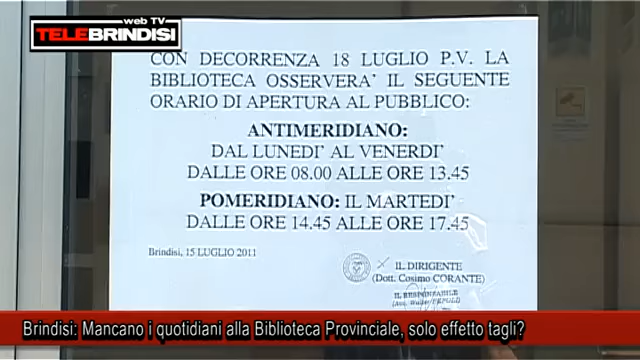 web TV
TELEBRINDISI
CON DECORRENZA 18 LUGLIO P.V. LA
BIBLIOTECA OSSERVERA' IL SEGUENTE
ORARIO DI APERTURA AL PUBBLICO:
ANTIMERIDIANO:
DAL LUNEDI' AL VENERDI'
DALLE ORE 08.00 ALLE ORE 13.45
POMERIDIANO: IL MARTEDI'
DALLE ORE 14.45 ALLE ORE 17.45
Brindisi, 15 LUGLIO 2011
IL DIRIGENTE
(Dott. Cosimo CORANTE)
IL RESPONSABILE
Brindisi: Mancano i quotidiani alla Biblioteca Provinciale, solo effetto tagli?